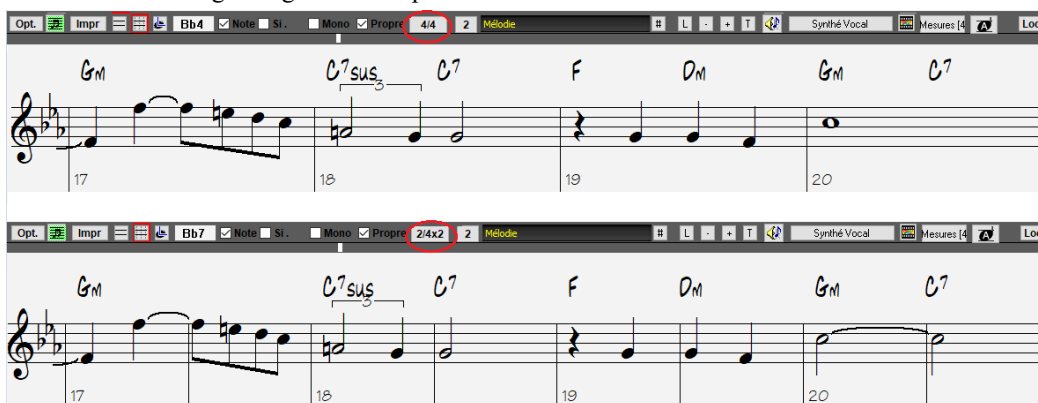 Opt. Impr Bb4 Note Si . Mono Propre 4/4 2 Mélodie # L - + T Synthé Vocal Mesures [4 A Loc
GM C7sus C7 F DM GM C7
3
17 18 19 20
Opt. Impr Bb7 Note Si . Mono Propre 2/4x2 2 Mélodie # L - + T Synthé Vocal Mesures [4 A Loc
GM C7sus C7 F DM GM C7
3
17 18 19 20